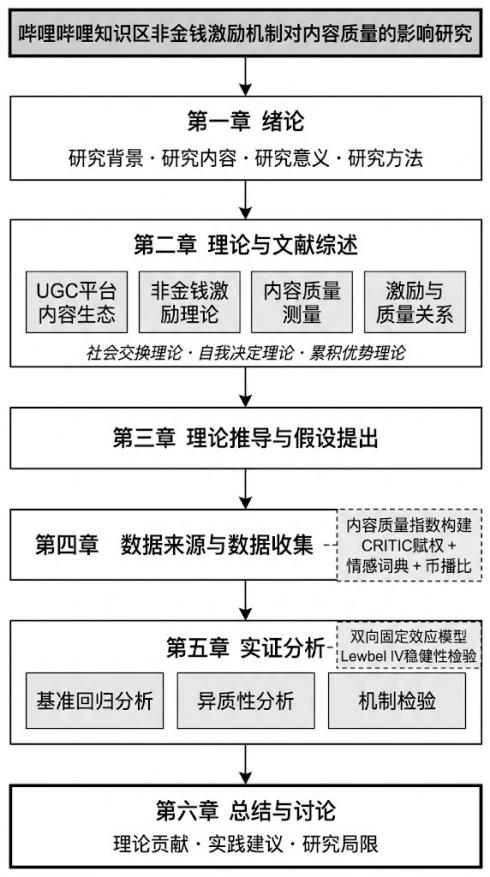 哔哩哔哩知识区非金钱激励机制对内容质量的影响研究
第一章 绪论
研究背景·研究内容·研究意义·研究方法
第二章 理论与文献综述
UGC平台
内容生态
非金钱激
励理论
内容质量
测量
激励与
质量关系
社会交换理论·自我决定理论·累积优势理论
第三章 理论推导与假设提出
第四章 数据来源与数据收集
内容质量指数构建
CRITIC赋权+
情感词典+币播比
第五章 实证分析
双向固定效应模型
Lewbel IV稳健性检验
基准回归分析
异质性分析
机制检验
第六章 总结与讨论
理论贡献·实践建议·研究局限